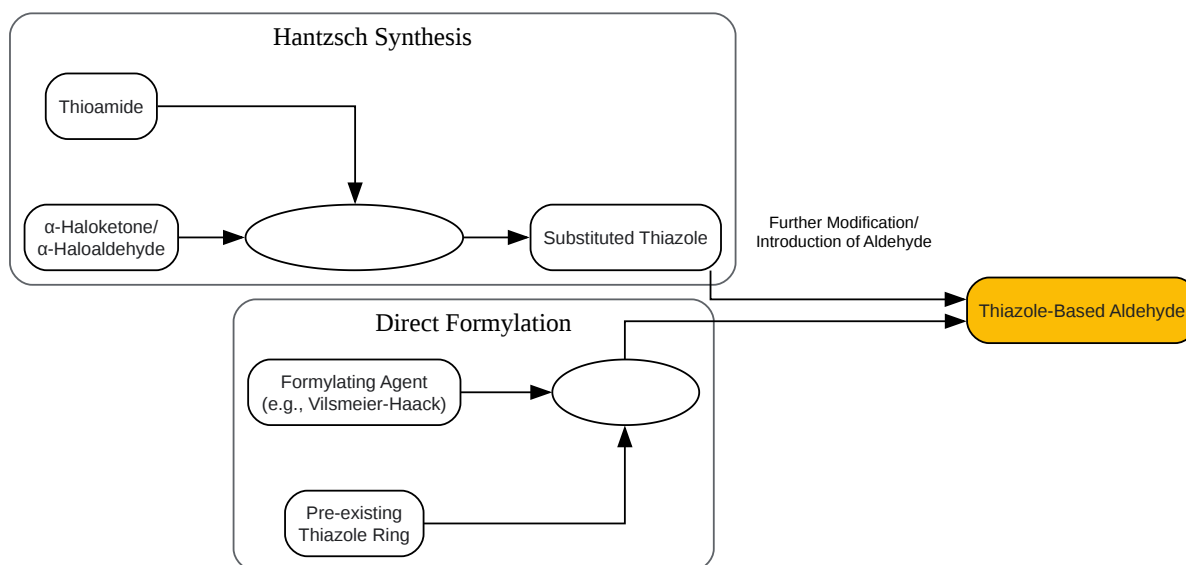 Hantzsch Synthesis
Thioamide
α-Haloketone/
α-Haloaldehyde
Substituted Thiazole
Further Modification/
Introduction of Aldehyde
Thiazole-Based Aldehyde
Direct Formylation
Formylating Agent
(e.g., Vilsmeier-Haack)
Pre-existing
Thiazole Ring